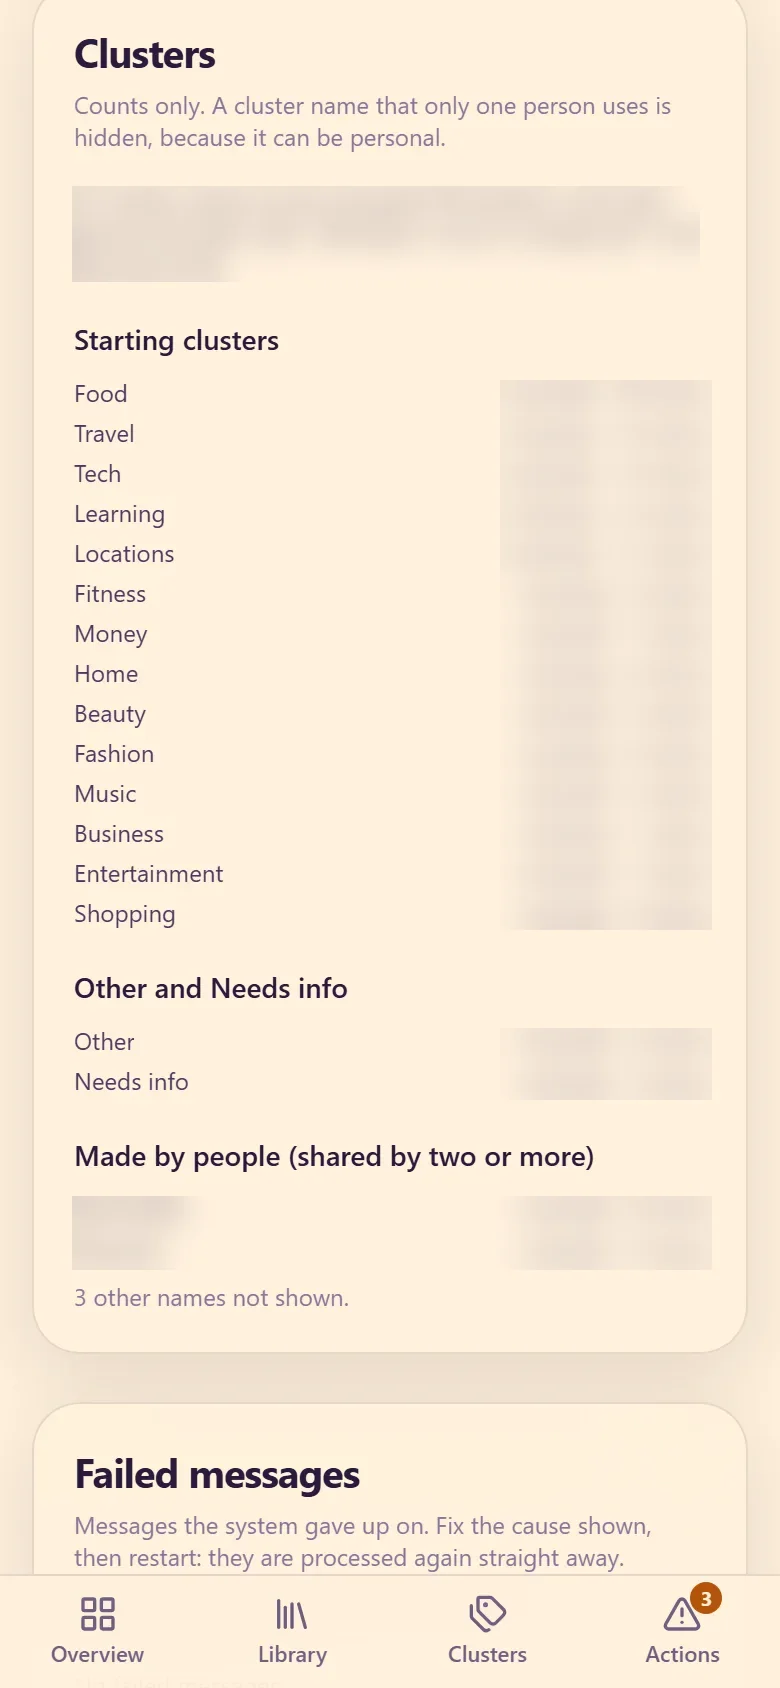 Clusters
Counts only. A cluster name that only one person uses is
hidden, because it can be personal.
Starting clusters
Food
Travel
Tech
Learning
Locations
Fitness
Money
Home
Beauty
Fashion
Music
Business
Entertainment
Shopping
Other and Needs info
Other
Needs info
Made by people (shared by two or more)
3 other names not shown.
Failed messages
Messages the system gave up on. Fix the cause shown,
then restart: they are processed again straight away.
3
Overview
Library
Clusters
Actions